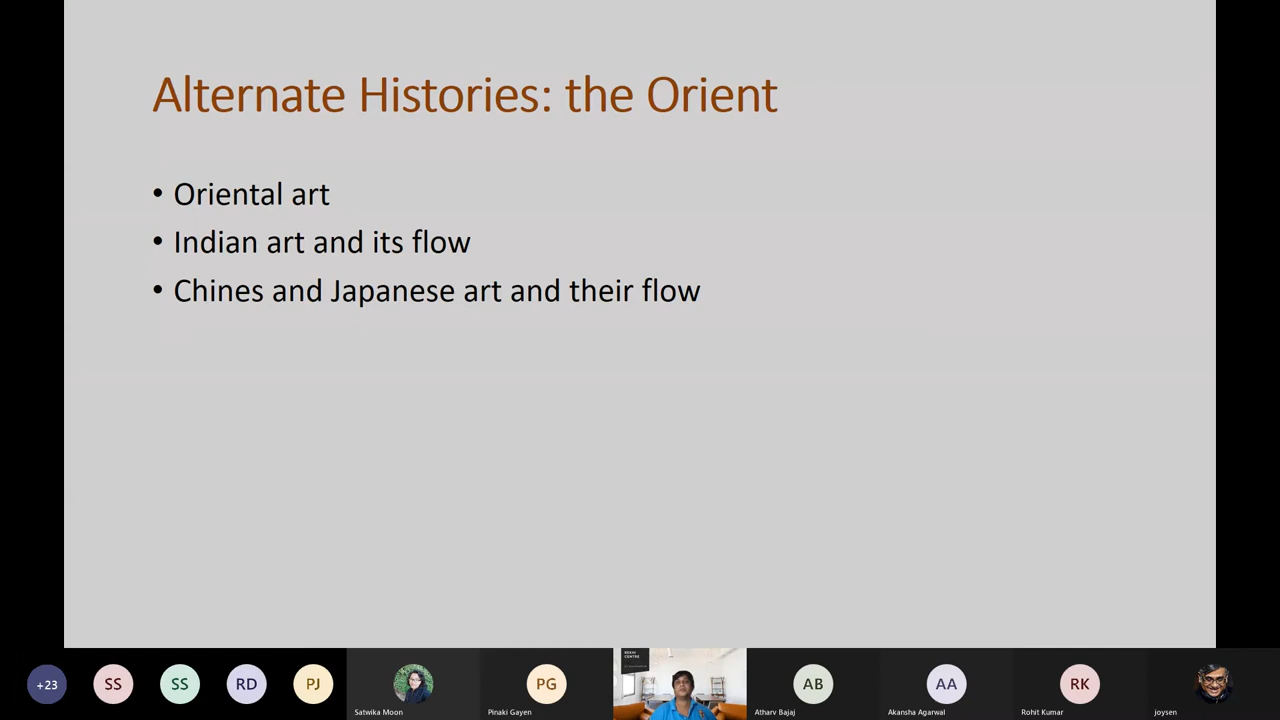 Alternate Histories: the Orient
• Oriental art
• Indian art and its flow
• Chines and Japanese art and their flow
+23
SS
SS
RD
PJ
Satwika Moon
PG
Pinaki Gayen
AB
Atharv Bajaj
AA
Akansha Agarwal
RK
Rohit Kumar
joysen